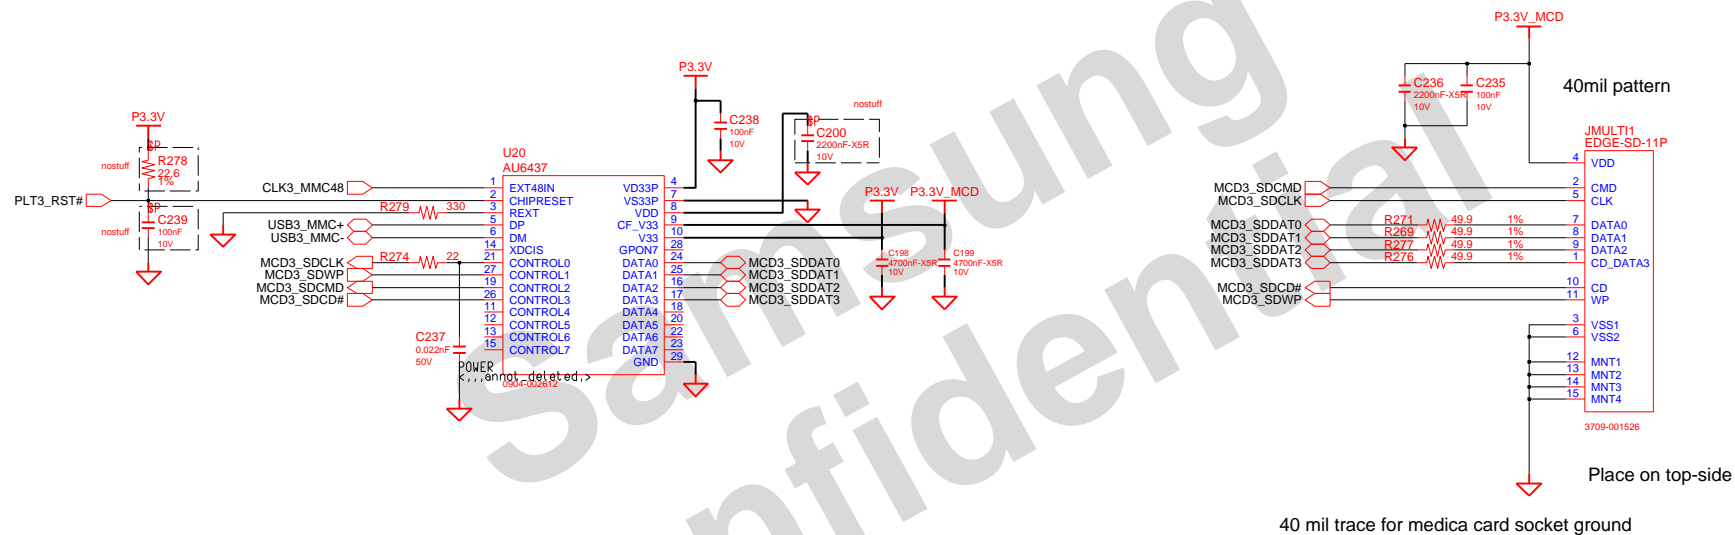 P3.3V_MCD
P3.3V
C236
2200nF-X5R
10V
C235
100nF
10V
40mil pattern
P3.3V
C238
100nF
10V
nostuff
$P
C200
2200nF-X5R
10V
$P
nostuff
R278
22.6
1%
PLT3_RST#
$P
nostuff
C239
100nF
10V
U20
AU6437
CLK3_MMC48
1 EXT48IN
2 CHIPRESET
R279 330
3 REXT
USB3_MMC+
5 DP
USB3_MMC-
6 DM
14 XDCIS
MCD3_SDCLK
R274 22
21 CONTROL0
MCD3_SDWP
27 CONTROL1
MCD3_SDCMD
19 CONTROL2
MCD3_SDCD#
26 CONTROL3
11 CONTROL4
12 CONTROL5
13 CONTROL6
15 CONTROL7
VD33P 4
VS33P 7
VDD 8
CF_V33 9
V33 10
GPON7 28
DATA0 24 MCD3_SDDAT0
DATA1 25 MCD3_SDDAT1
DATA2 16 MCD3_SDDAT2
DATA3 17 MCD3_SDDAT3
DATA4 18
DATA5 20
DATA6 22
DATA7 23
GND 29
C237
0.022nF
50V
POWER
<,,,annot_deleted,>
0904-002612
P3.3V P3.3V_MCD
C198
4700nF-X5R
10V
C199
4700nF-X5R
10V
JMULTI1
EDGE-SD-11P
4 VDD
MCD3_SDCMD 2 CMD
MCD3_SDCLK 5 CLK
MCD3_SDDAT0 R271 49.9 1% 7 DATA0
MCD3_SDDAT1 R269 49.9 1% 8 DATA1
MCD3_SDDAT2 R277 49.9 1% 9 DATA2
MCD3_SDDAT3 R276 49.9 1% 1 CD_DATA3
MCD3_SDCD# 10 CD
MCD3_SDWP 11 WP
3 VSS1
6 VSS2
12 MNT1
13 MNT2
14 MNT3
15 MNT4
3709-001526
Place on top-side
40 mil trace for medica card socket ground
Samsung
nfidential